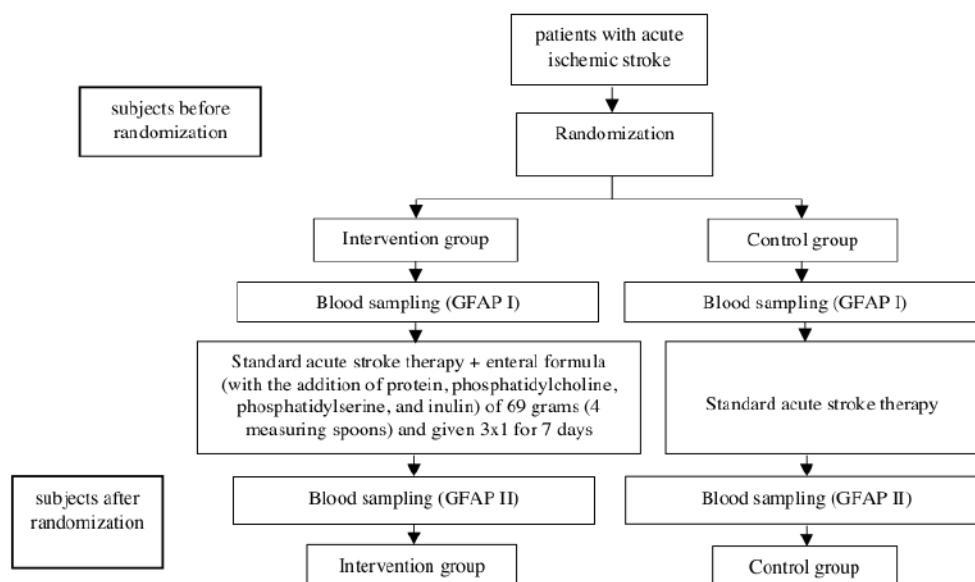 patients with acute
ischemic stroke
subjects before
randomization
Randomization
Intervention group
Control group
Blood sampling (GFAP I)
Blood sampling (GFAP I)
Standard acute stroke therapy + enteral formula
(with the addition of protein, phosphatidylcholine,
phosphatidylserine, and inulin) of 69 grams (4
measuring spoons) and given 3x1 for 7 days
Standard acute stroke therapy
subjects after
randomization
Blood sampling (GFAP II)
Blood sampling (GFAP II)
Intervention group
Control group